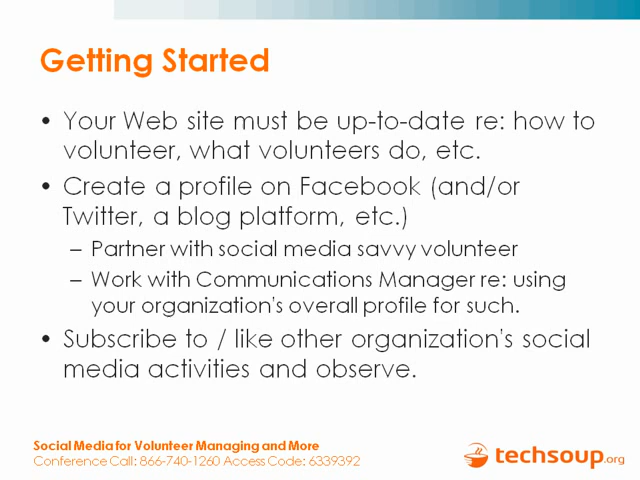 Getting Started
• Your Web site must be up-to-date re: how to
volunteer, what volunteers do, etc.
• Create a profile on Facebook (and/or
Twitter, a blog platform, etc.)
– Partner with social media savvy volunteer
– Work with Communications Manager re: using
your organization's overall profile for such.
• Subscribe to / like other organization's social
media activities and observe.
Social Media for Volunteer Managing and More
Conference Call: 866-740-1260 Access Code: 6339392
techsoup.org